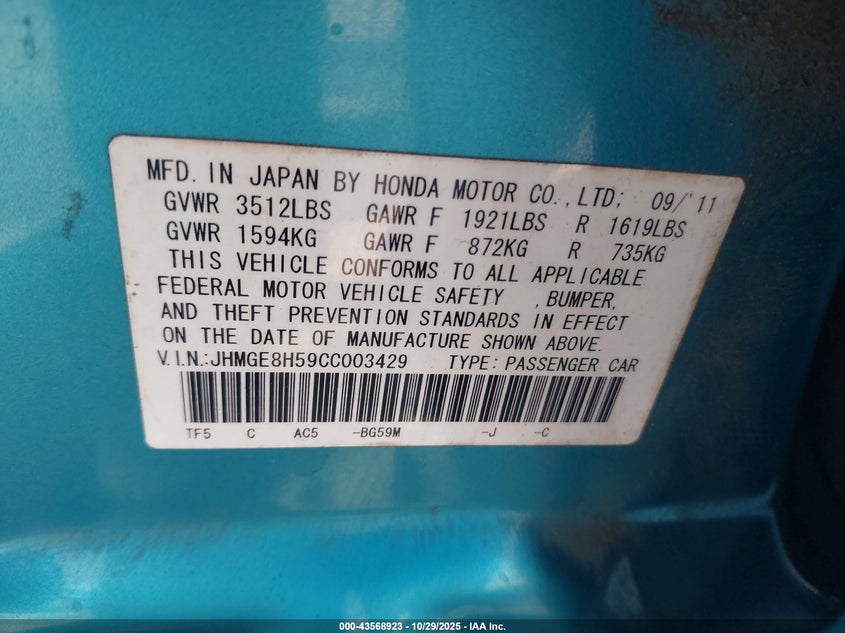 MFD. IN JAPAN BY HONDA MOTOR CO., LTD; 09/'11
GVWR 3512LBS GAWR F 1921LBS R 1619LBS
GVWR 1594KG GAWR F 872KG R 735KG
THIS VEHICLE CONFORMS TO ALL APPLICABLE
FEDERAL MOTOR VEHICLE SAFETY , BUMPER,
AND THEFT PREVENTION STANDARDS IN EFFECT
ON THE DATE OF MANUFACTURE SHOWN ABOVE.
V.I.N.:JHMGE8H59CC003429 TYPE: PASSENGER CAR
TF5 C AC5 -BG59M -J -C
000-43568923 | 10/29/2025 | IAA Inc.